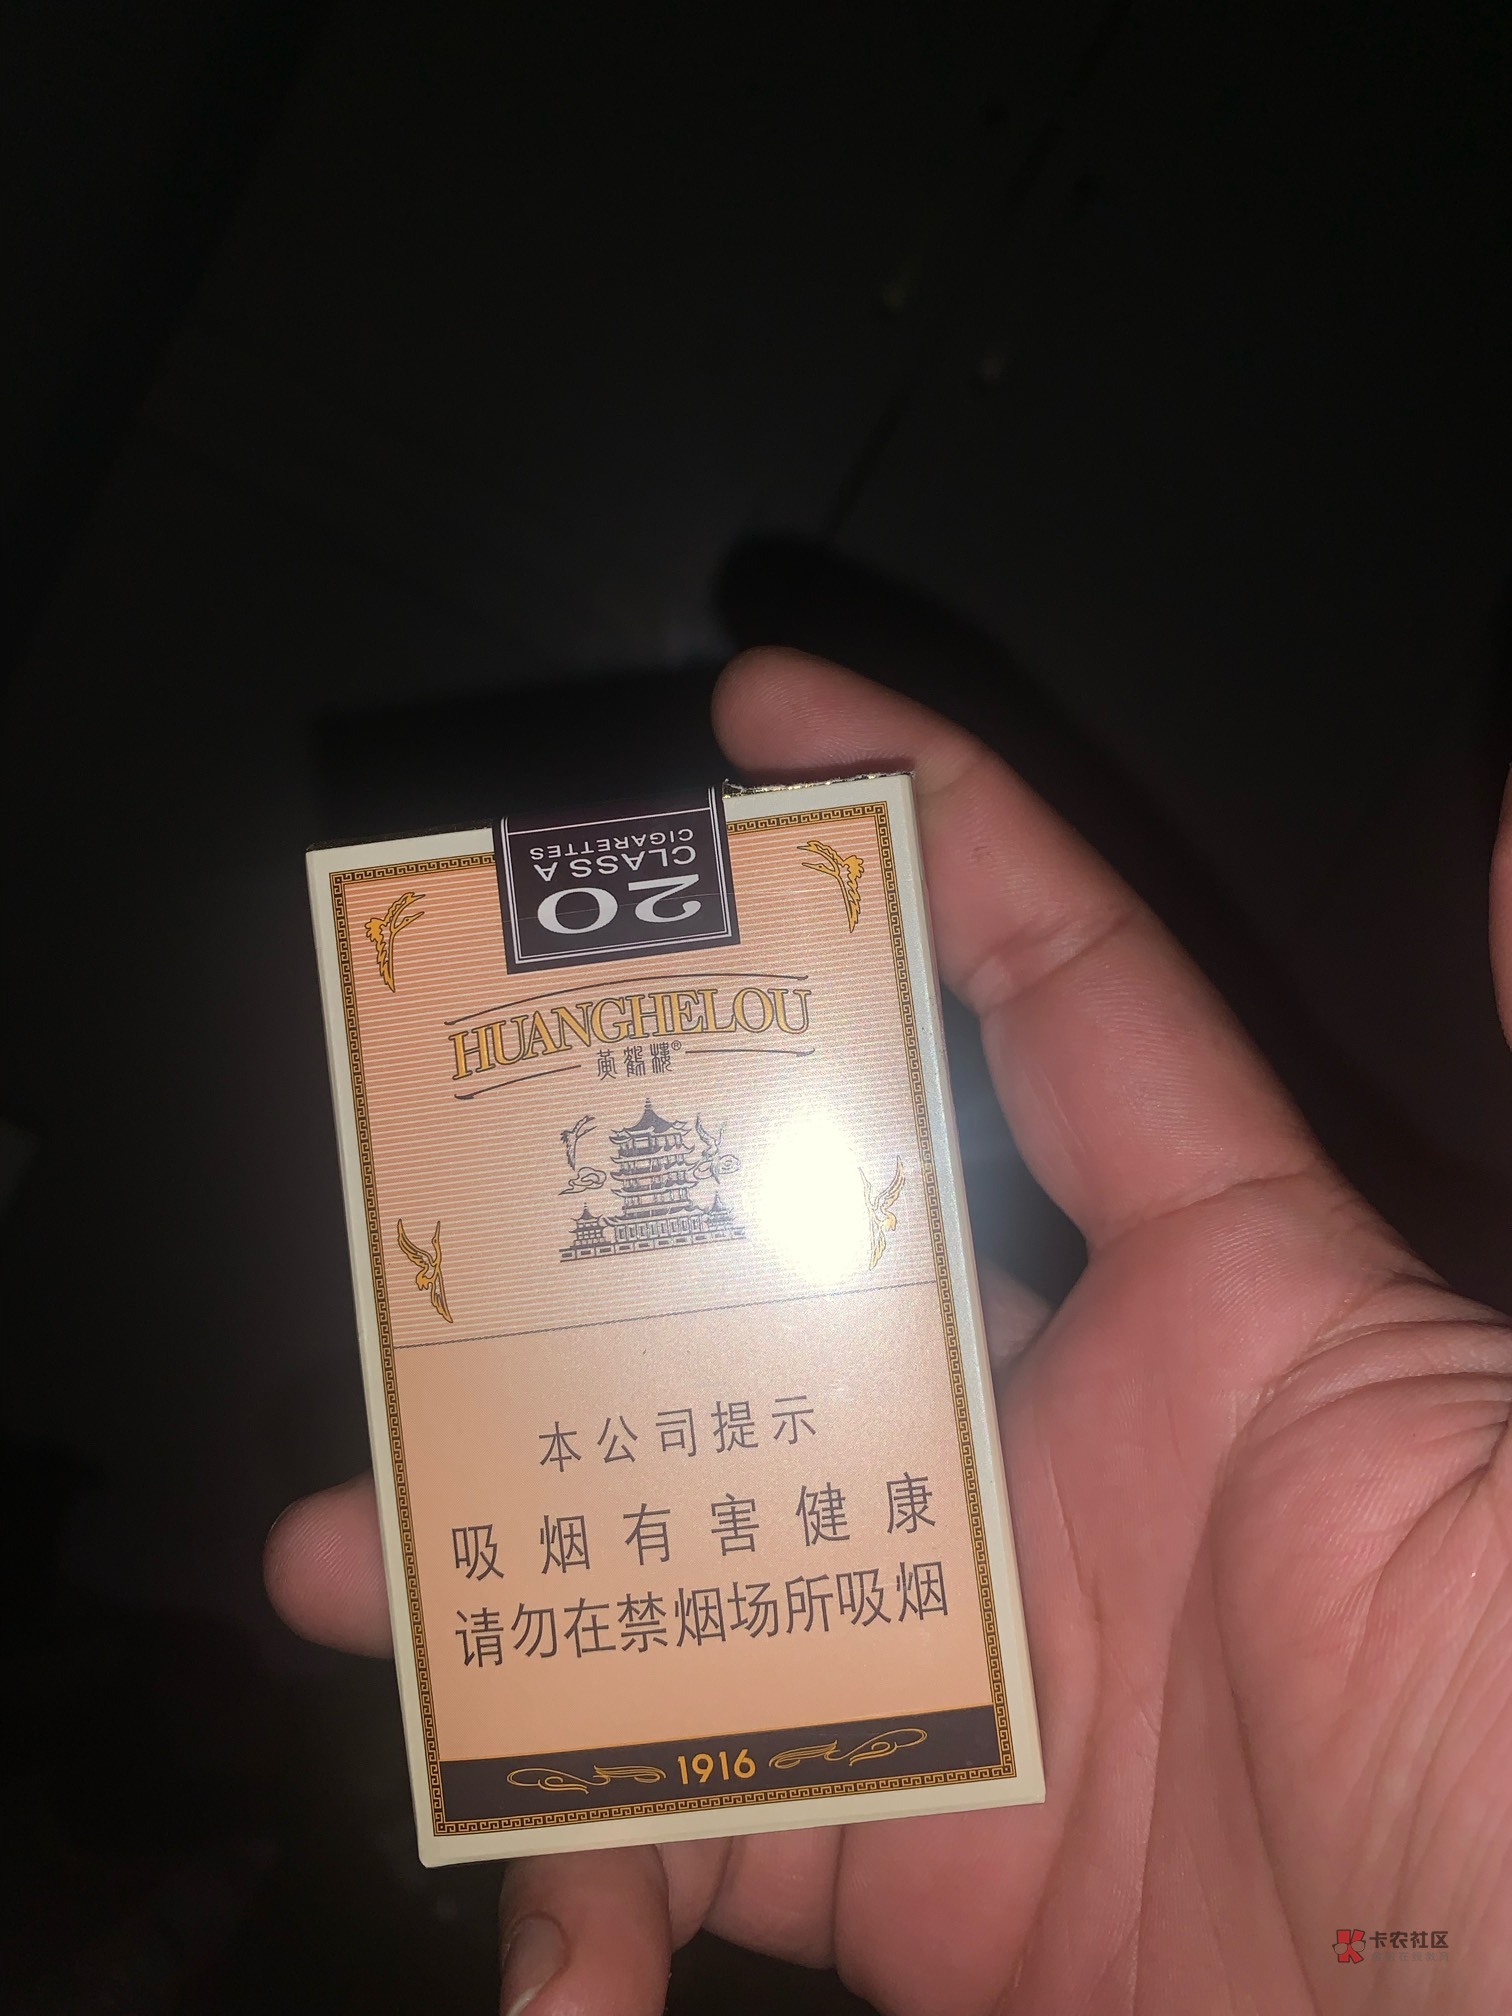 CIGARETTES
CLASS A
20
HUANGHELOU
黄鹤楼®
本公司提示
吸烟有害健康
请勿在禁烟场所吸烟
1916
卡农社区